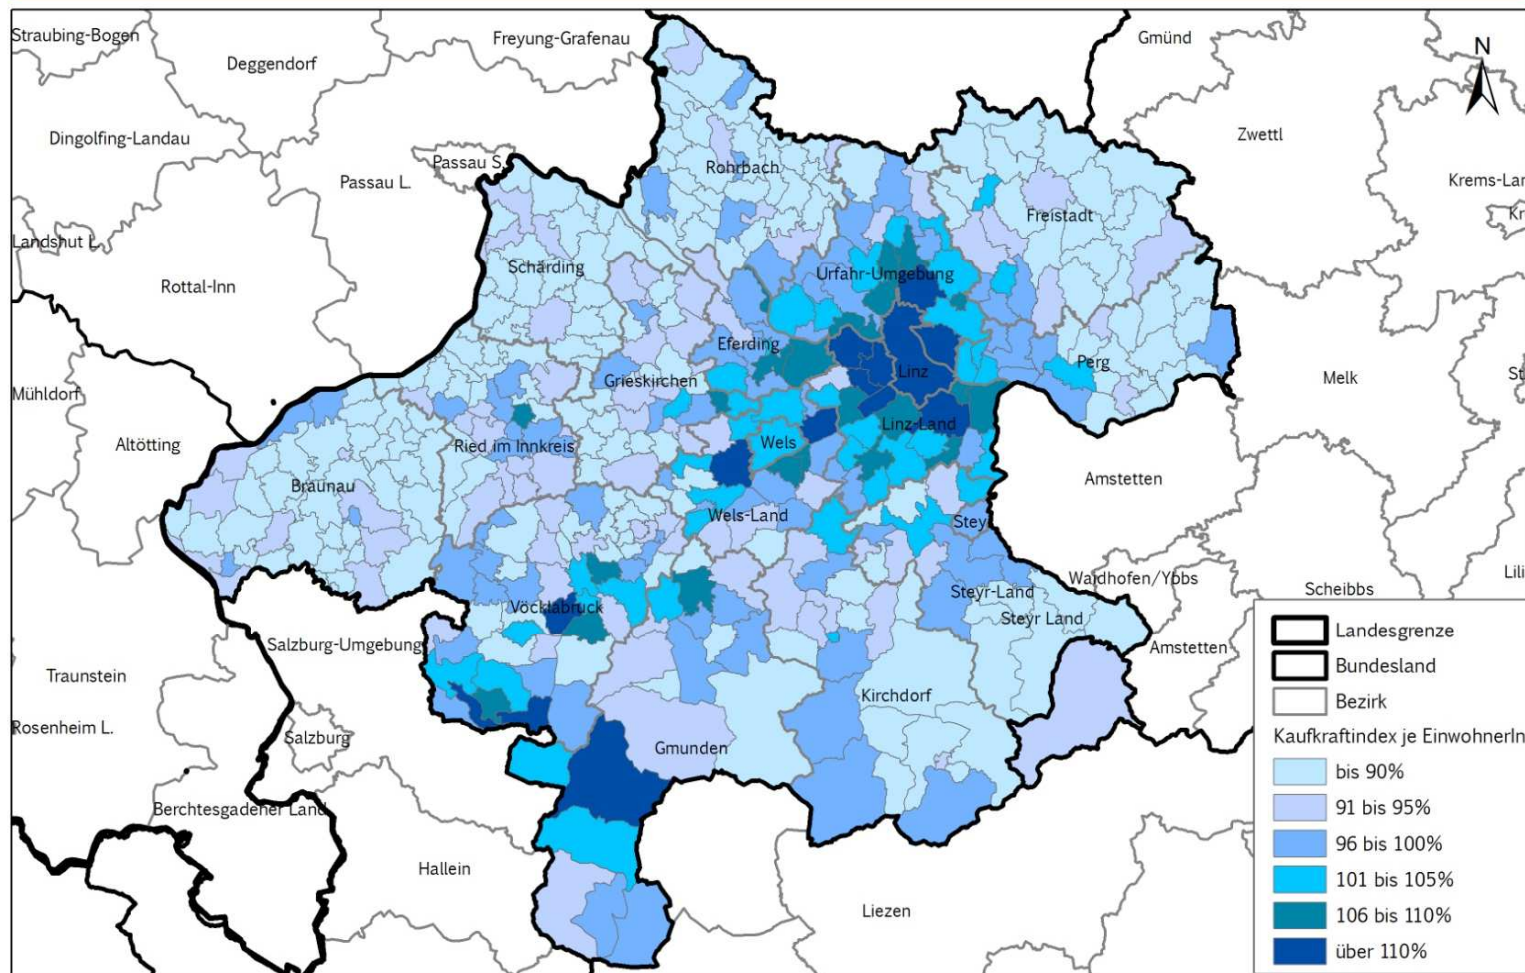 Straubing-Bogen
Freyung-Grafenau
Gmünd
Deggendorf
N
Dingolfing-Landau
Zwettl
Passau S.
Rohrbach
Passau L.
Krems-Lan
Kr
Freistadt
Landshut L.
Schärding
Urfahr-Umgebung
Rottal-Inn
Eferding
Perg
Linz
Melk
St
Grieskirchen
Mühldorf
Linz-Land
Altötting
Ried im Innkreis
Wels
Amstetten
Braunau
Wels-Land
Steyr
Waidhofen/Ybbs
Lili
Scheibbs
Steyr-Land
Vöcklabruck
Steyr Land
Salzburg-Umgebung
Amstetten
Traunstein
Kirchdorf
Rosenheim L.
Salzburg
Gmunden
Berchtesgadener Land
Hallein
Liezen
Landesgrenze
Bundesland
Bezirk
Kaufkraftindex je EinwohnerIn
bis 90%
91 bis 95%
96 bis 100%
101 bis 105%
106 bis 110%
über 110%